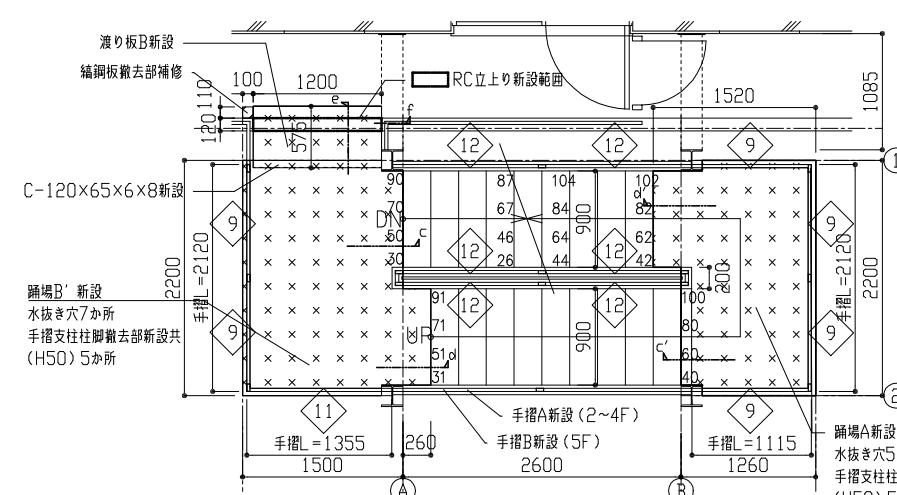 渡り板B新設
縞鋼板撤去部補修
100
1200
RC立上り新設範囲
110
120
e
f
575
1520
1085
12
12
9
1
C-120×65×6×8新設
90
87
104
102
d'
70
67
84
82
900
DN
9
9
50
46
64
62
c
30
26
44
42
12
12
200
2200
手摺L=2120
手摺L=2120
2200
踊場B' 新設
水抜き穴7か所
手摺支柱柱脚撤去部新設共
(H50) 5か所
91
12
12
100
71
80
UP
900
9
9
51
d
c'
60
31
40
2
11
9
手摺A新設 (2~4F)
手摺B新設 (5F)
手摺L=1355
260
手摺L=1115
1500
2600
1260
A
B
踊場A新設
水抜き穴5
手摺支柱柱